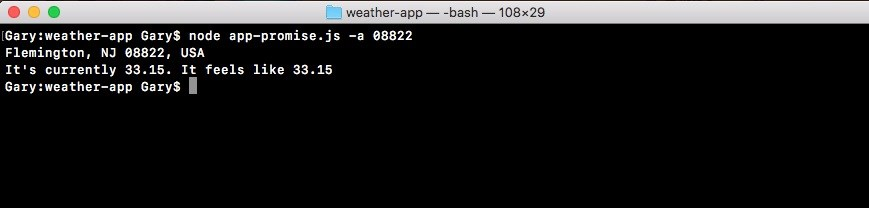 weather-app — -bash — 108×29
[Gary:weather-app Gary$ node app-promise.js -a 08822
Flemington, NJ 08822, USA
It's currently 33.15. It feels like 33.15
Gary:weather-app Gary$